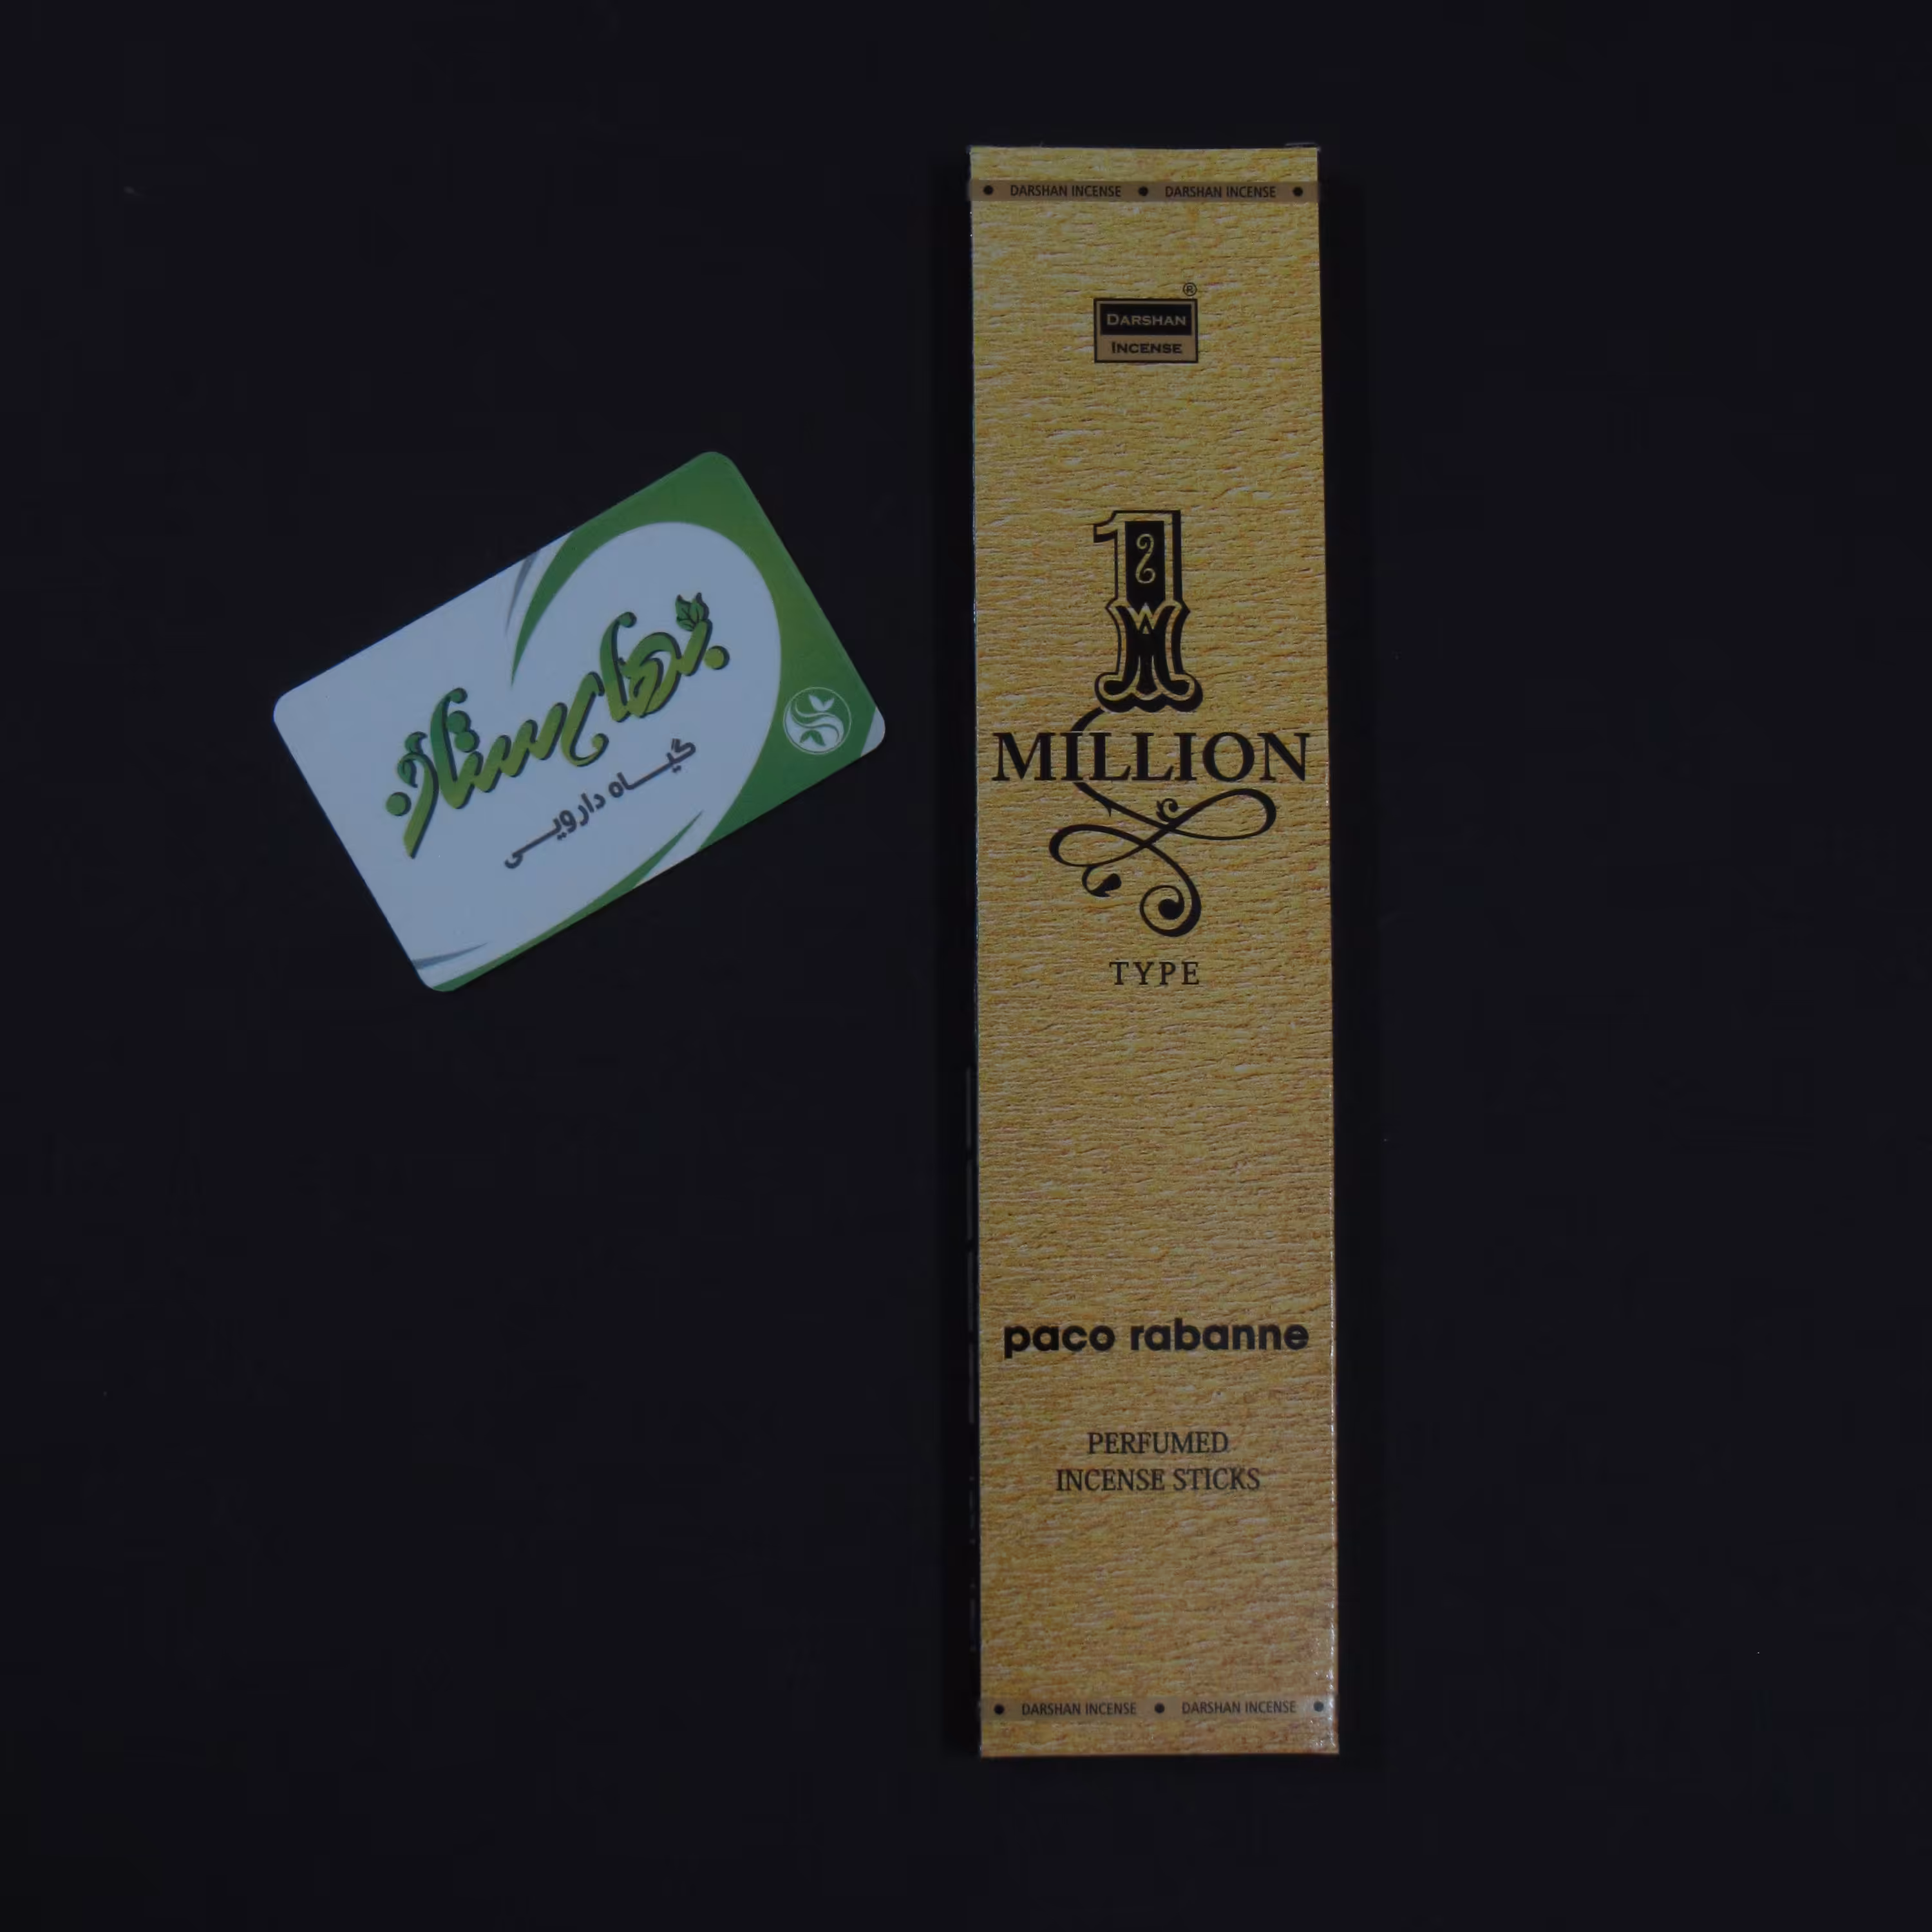 ● DARSHAN INCENSE ● DARSHAN INCENSE ●
DARSHAN ®
INCENSE
1
MILLION
TYPE
paco rabanne
PERFUMED
INCENSE STICKS
● DARSHAN INCENSE ● DARSHAN INCENSE ●
بهارستان
گیاه دارویی